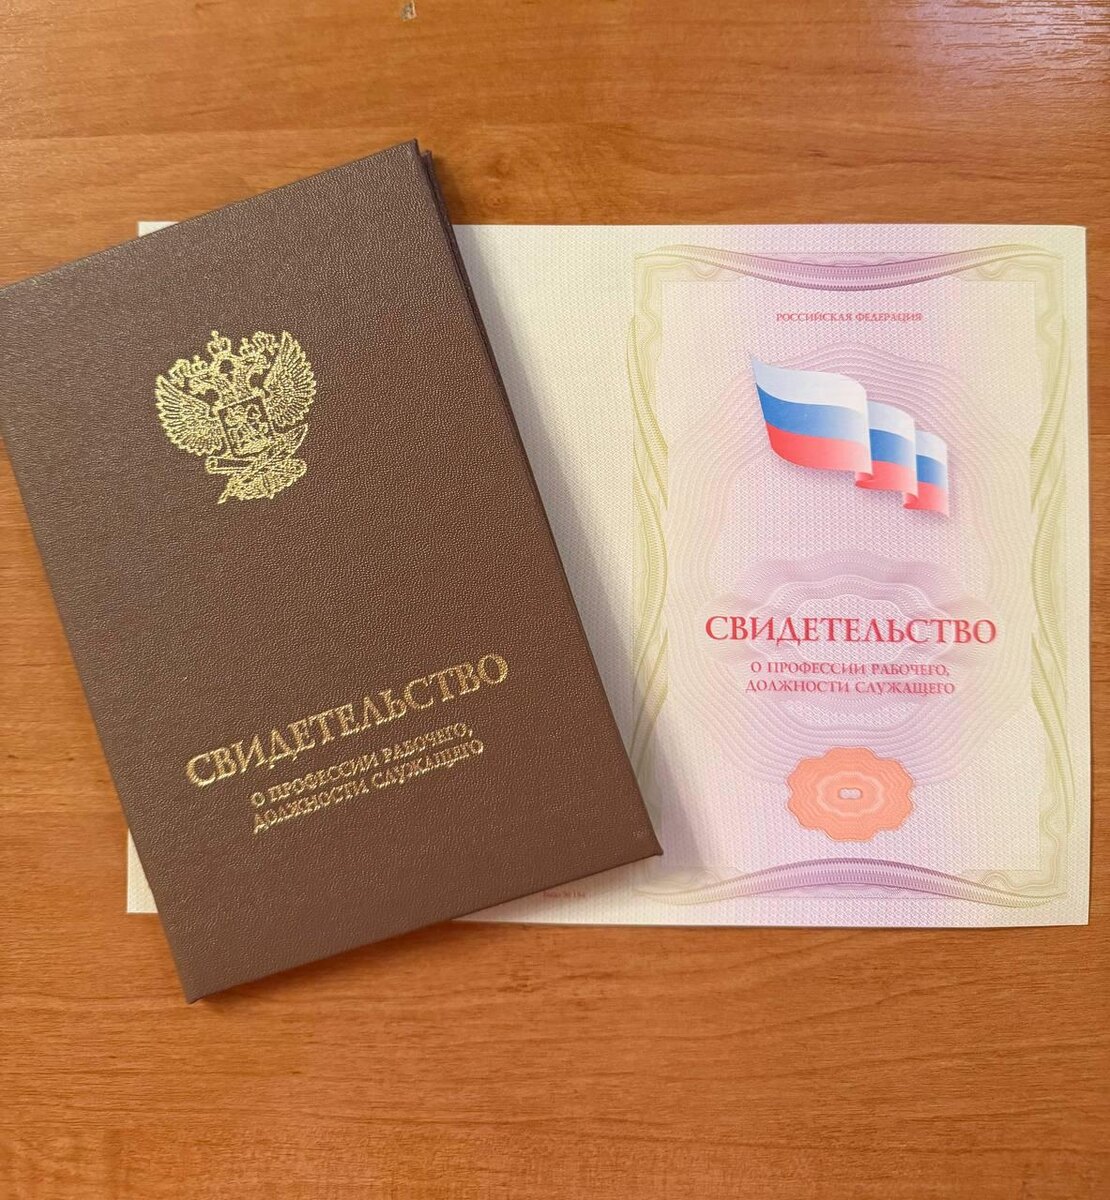 СВИДЕТЕЛЬСТВО
О ПРОФЕССИИ РАБОЧЕГО,
ДОЛЖНОСТИ СЛУЖАЩЕГО
РОССИЙСКАЯ ФЕДЕРАЦИЯ
СВИДЕТЕЛЬСТВО
О ПРОФЕССИИ РАБОЧЕГО,
ДОЛЖНОСТИ СЛУЖАЩЕГО